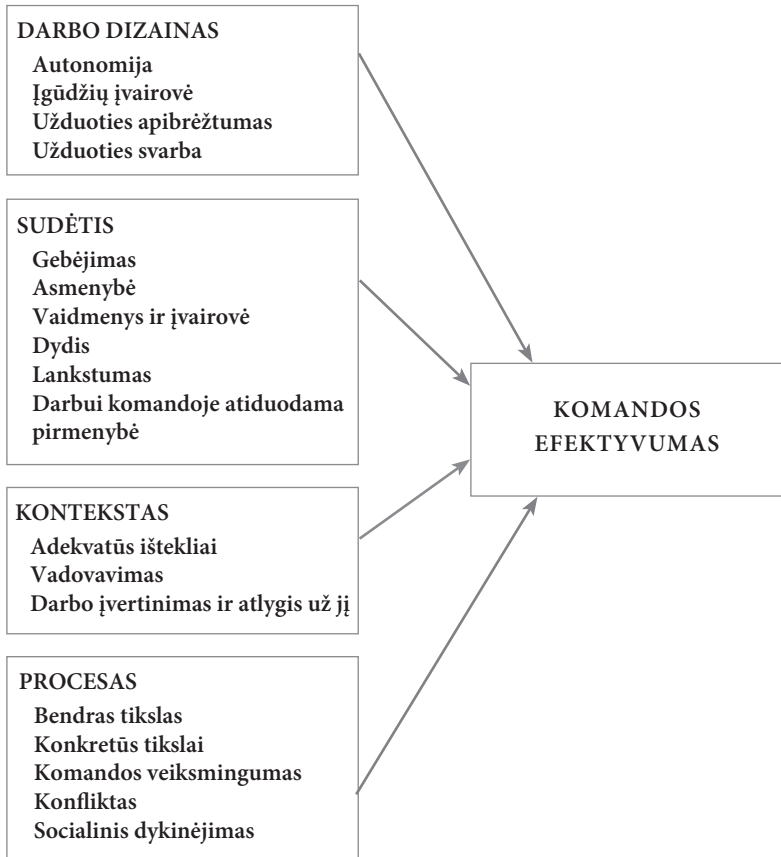 DARBO DIZAINAS
Autonomija
Įgūdžių įvairovė
Užduoties apibrėžtumas
Užduoties svarba
SUDĖTIS
Gebėjimas
Asmenybė
Vaidmenys ir įvairovė
Dydis
Lankstumas
Darbui komandoje atiduodama
pirmenybė
KONTEKSTAS
Adekvatūs ištekliai
Vadovavimas
Darbo įvertinimas ir atlygis už jį
PROCESAS
Bendras tikslas
Konkretūs tikslai
Komandos veiksmingumas
Konfliktas
Socialinis dykinėjimas
KOMANDOS
EFEKTYVUMAS